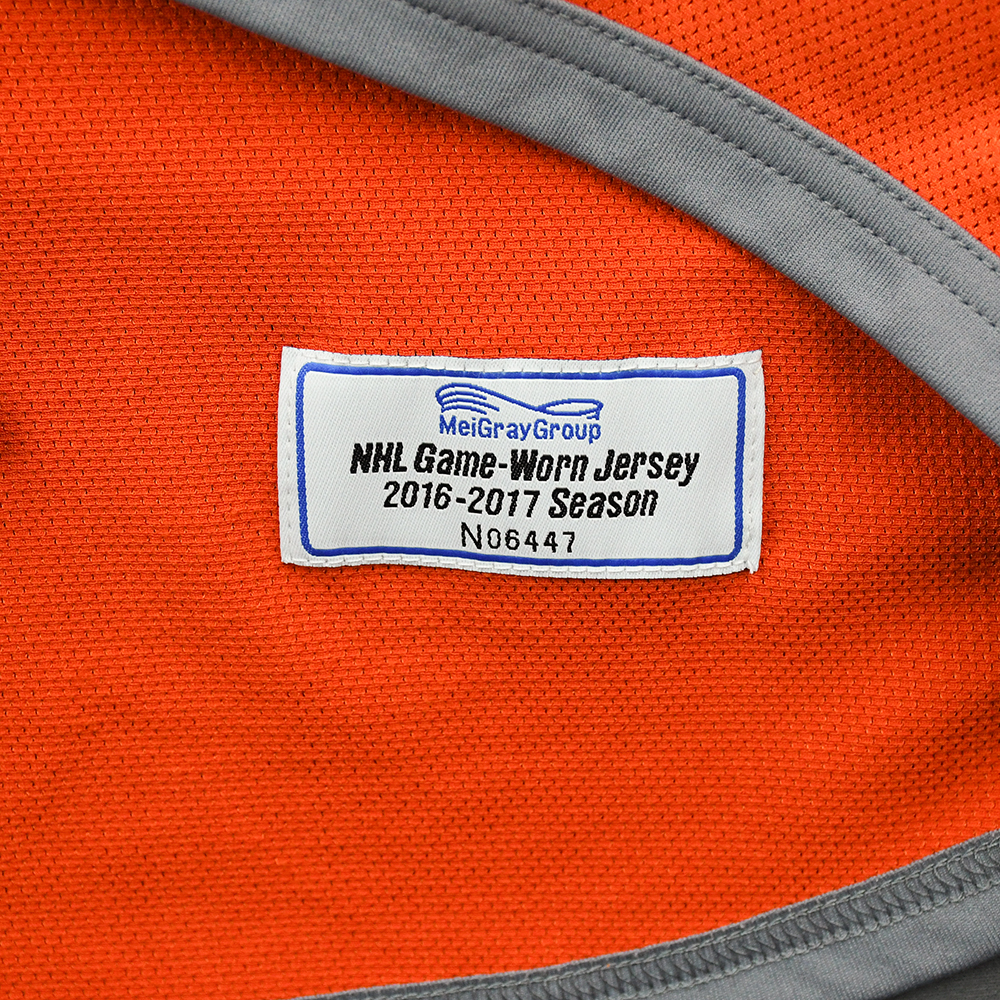 MeiGrayGroup
NHL Game-Worn Jersey
2016-2017 Season
N06447